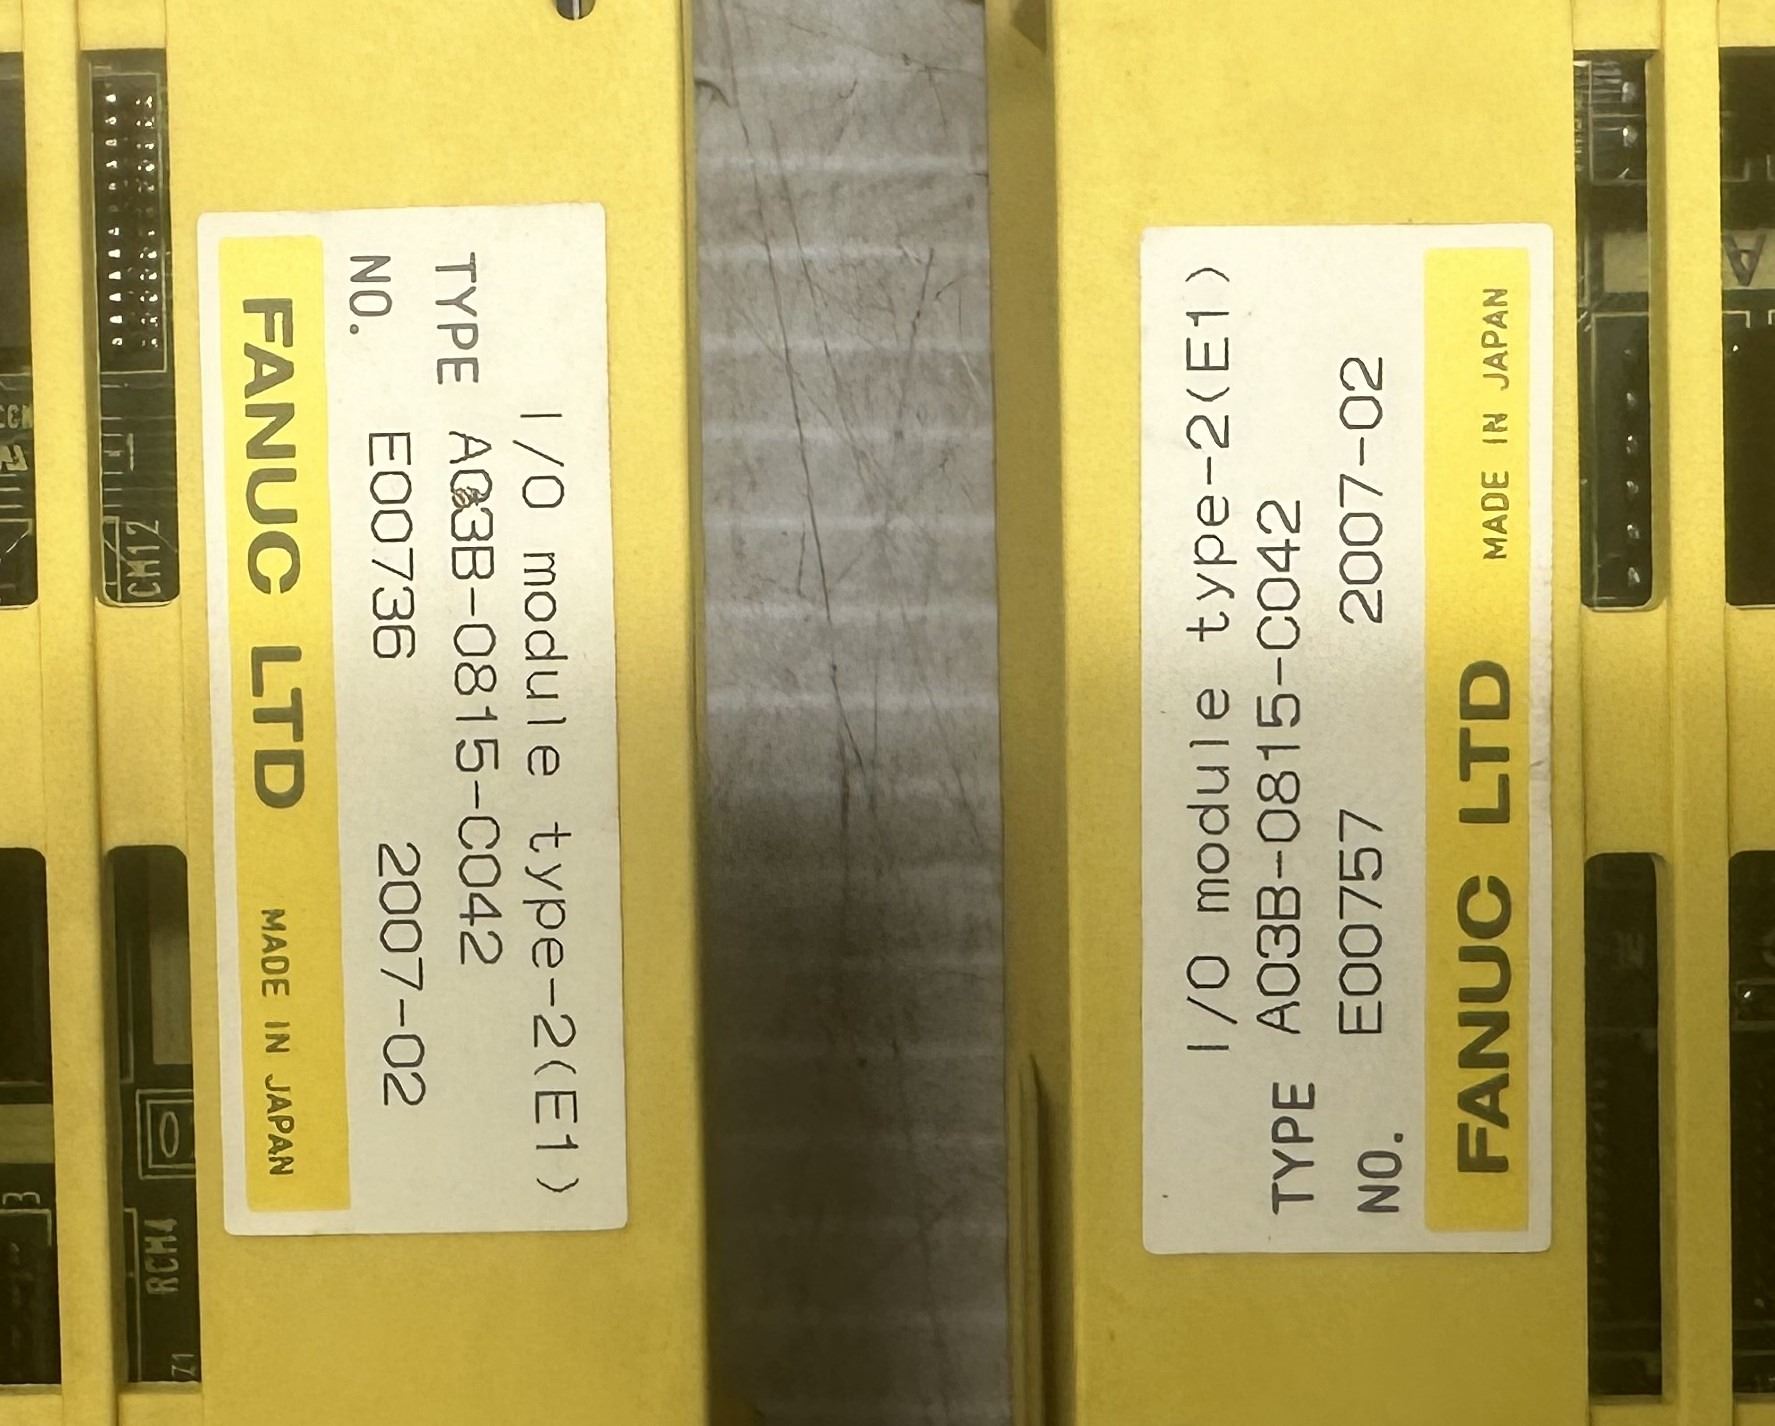 I/O module type-2(E1)
TYPE A03B-0815-C042
NO. E00736 2007-02
FANUC LTD MADE IN JAPAN
CM12
RCM4
I/O module type-2(E1)
TYPE A03B-0815-C042
NO. E00757 2007-02
FANUC LTD MADE IN JAPAN
A